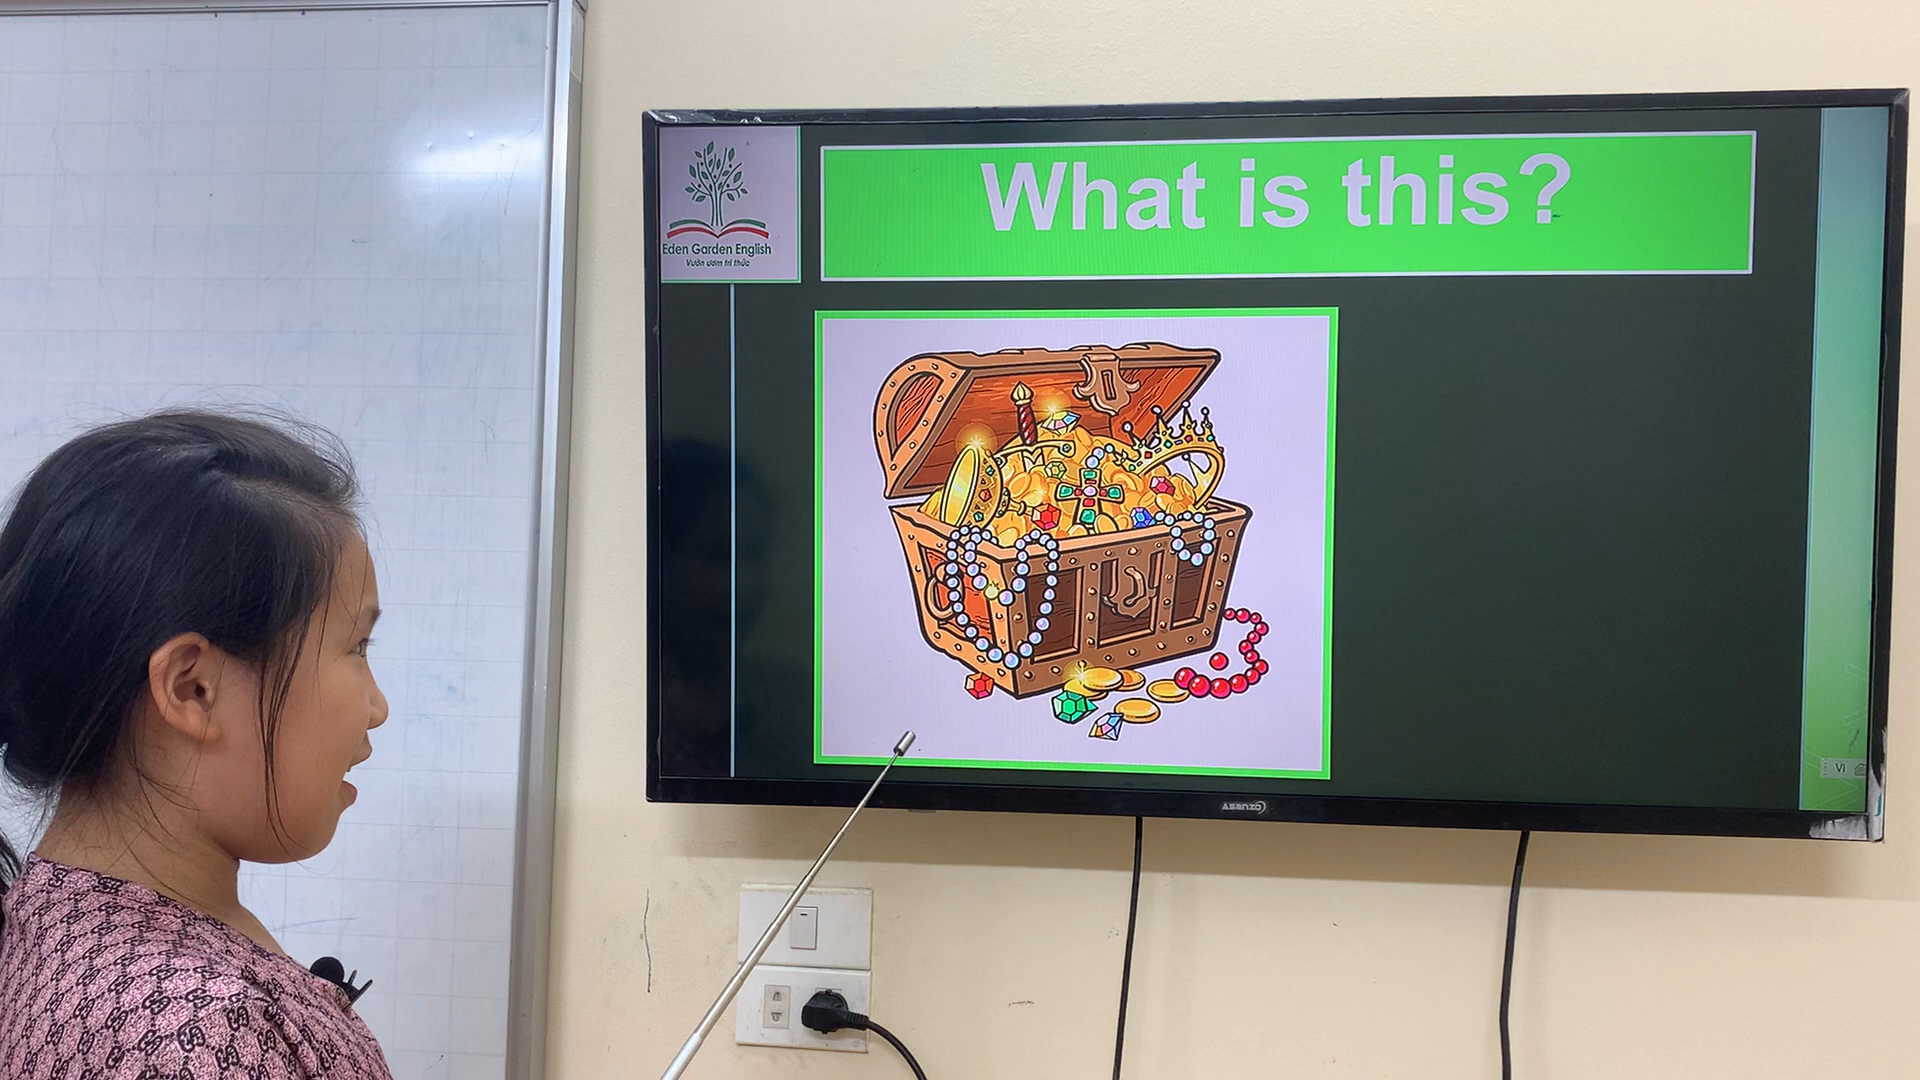 What is this?
Eden Garden English
Vườn ươm tri thức
Asanzo
VI